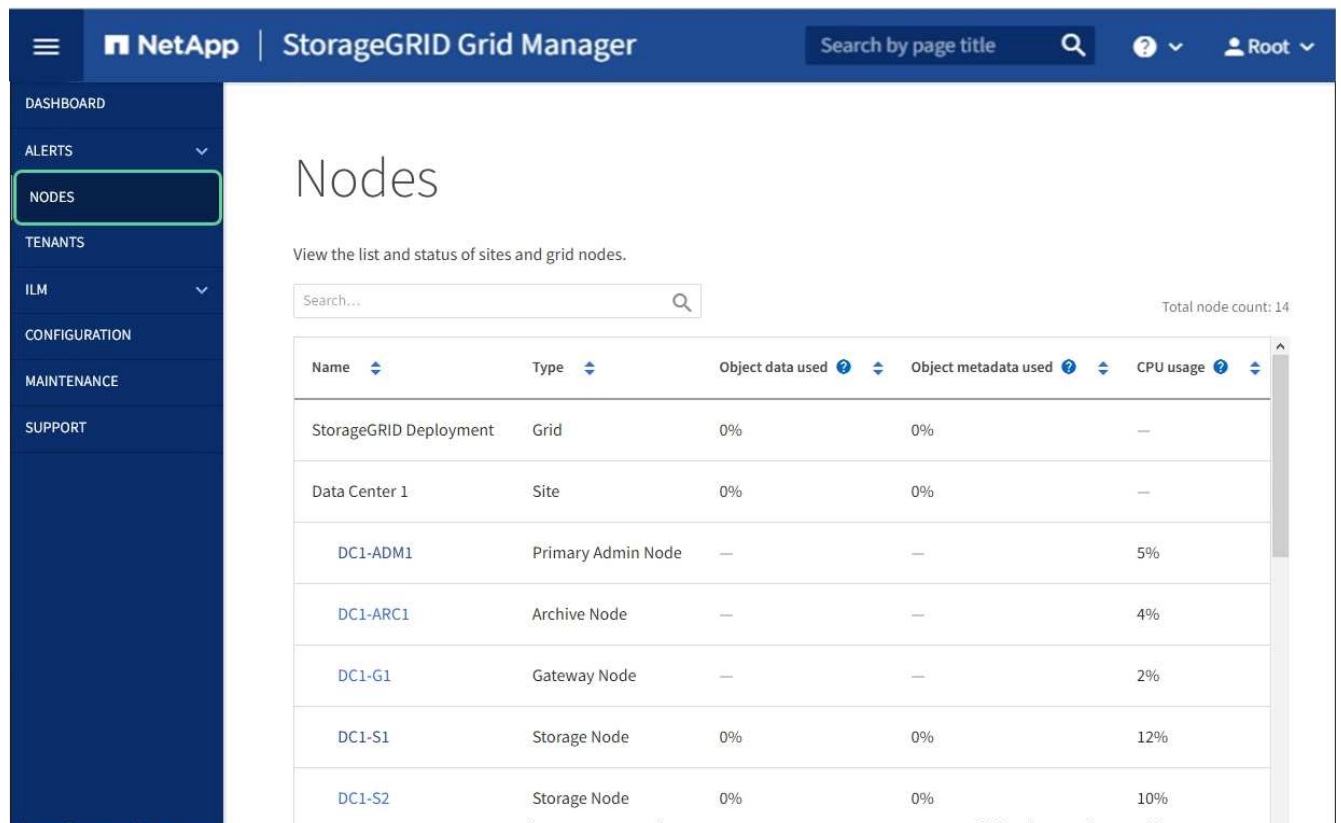 NetApp | StorageGRID Grid Manager Search by page title Root
DASHBOARD
ALERTS
NODES
TENANTS
ILM
CONFIGURATION
MAINTENANCE
SUPPORT
Nodes
View the list and status of sites and grid nodes.
Search...
Total node count: 14
Name Type Object data used Object metadata used CPU usage
StorageGRID Deployment Grid 0% 0% —
Data Center 1 Site 0% 0% —
DC1-ADM1 Primary Admin Node — — 5%
DC1-ARC1 Archive Node — — 4%
DC1-G1 Gateway Node — — 2%
DC1-S1 Storage Node 0% 0% 12%
DC1-S2 Storage Node 0% 0% 10%